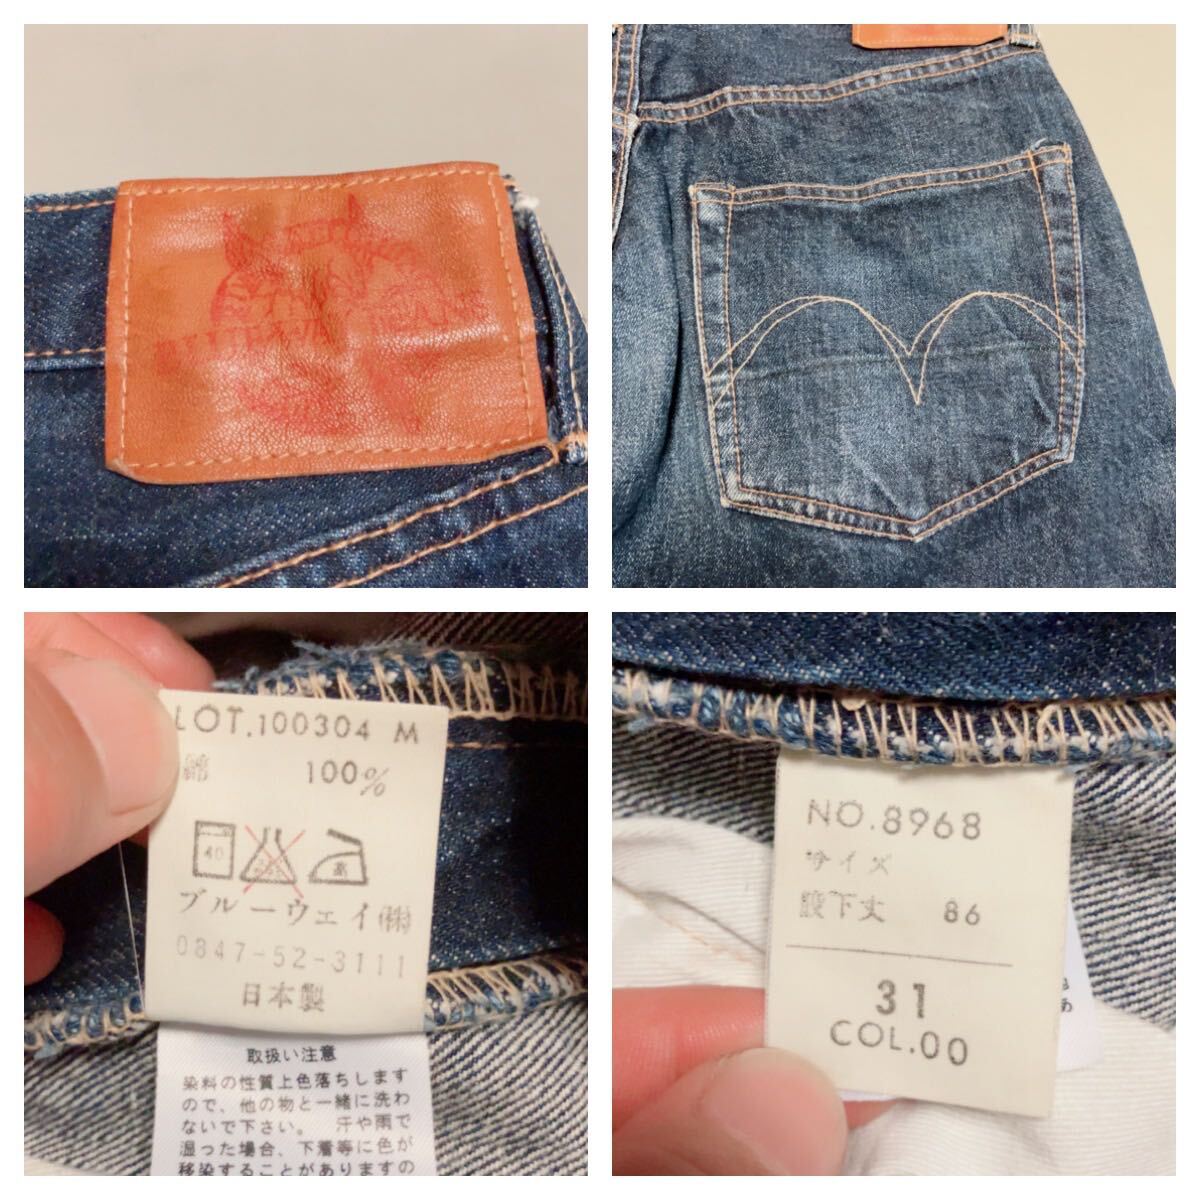 LOT.100304 M
綿 100%
40
高
ブルーウェイ㈱
0847-52-3111
日本製
取扱い注意
染料の性質上色落ちします
ので、他の物と一緒に洗わ
ないで下さい。 汗や雨で
湿った場合、下着等に色が
移染することがありますの
NO.8968
サイズ
股下丈 86
31
COL.00